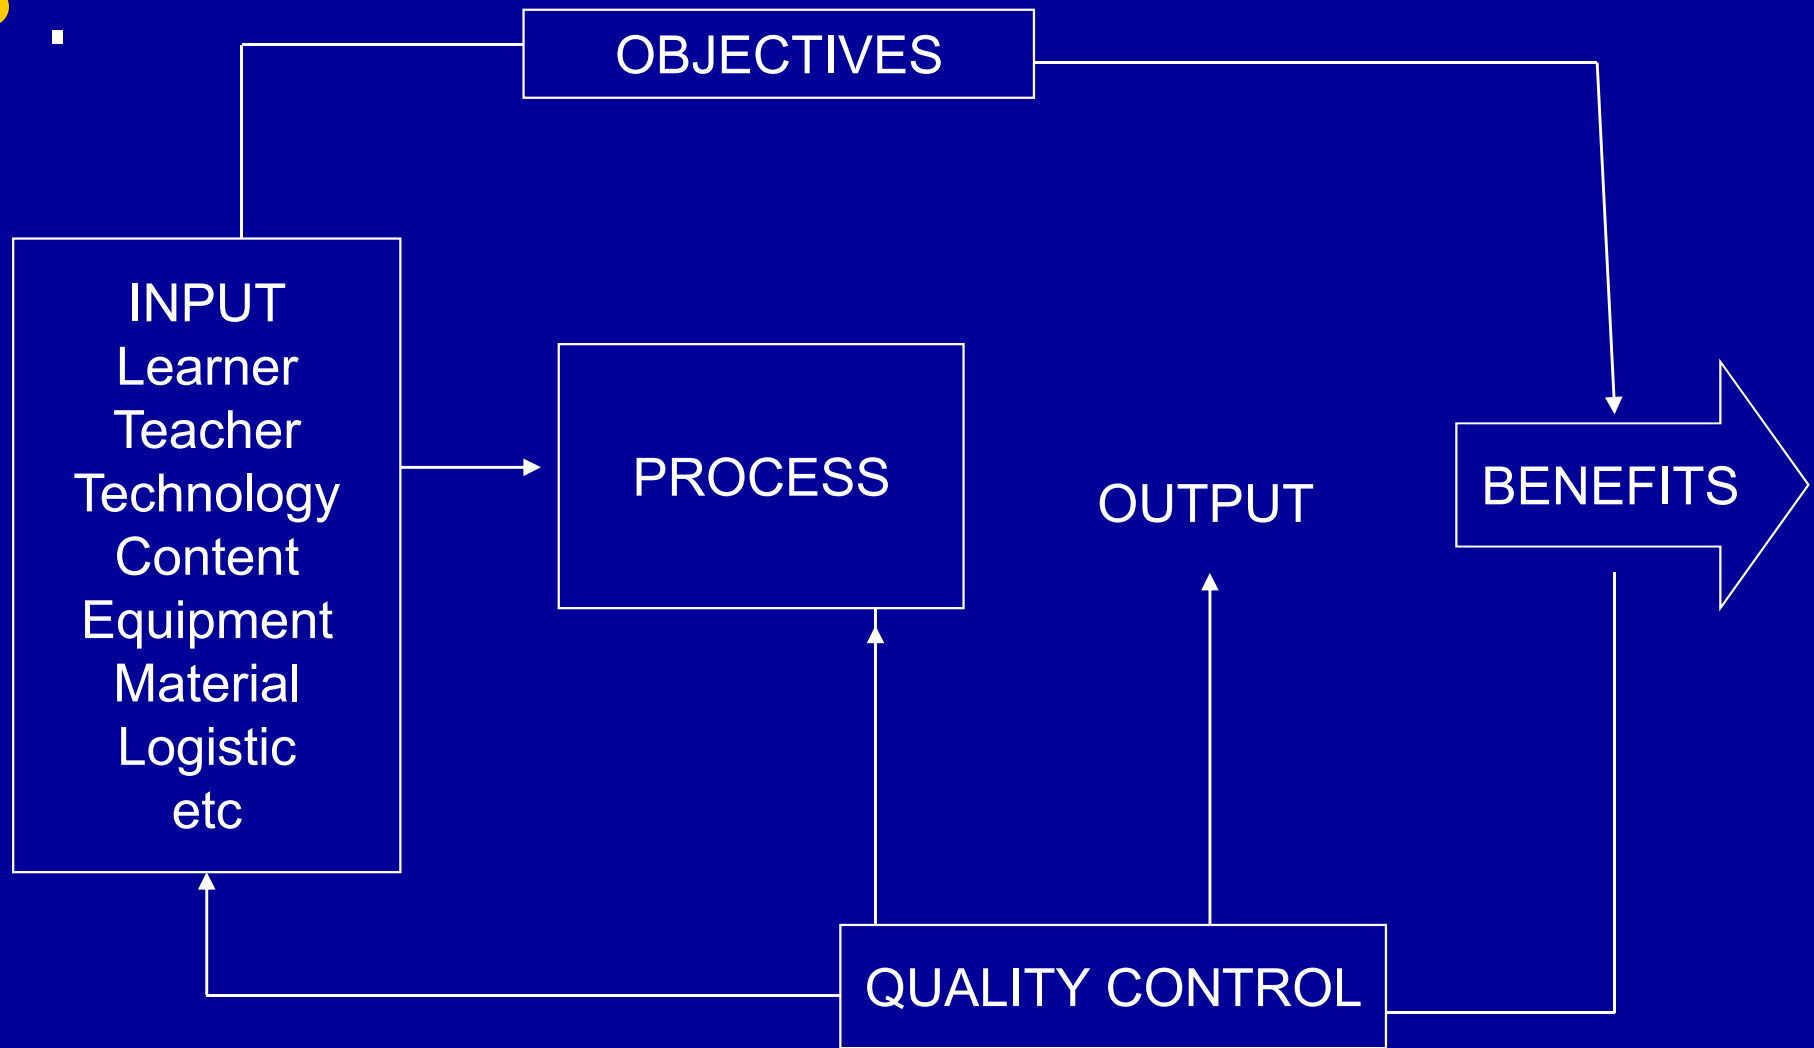 OBJECTIVES
INPUT
Learner
Teacher
Technology
Content
Equipment
Material
Logistic
etc
PROCESS
OUTPUT
BENEFITS
QUALITY CONTROL